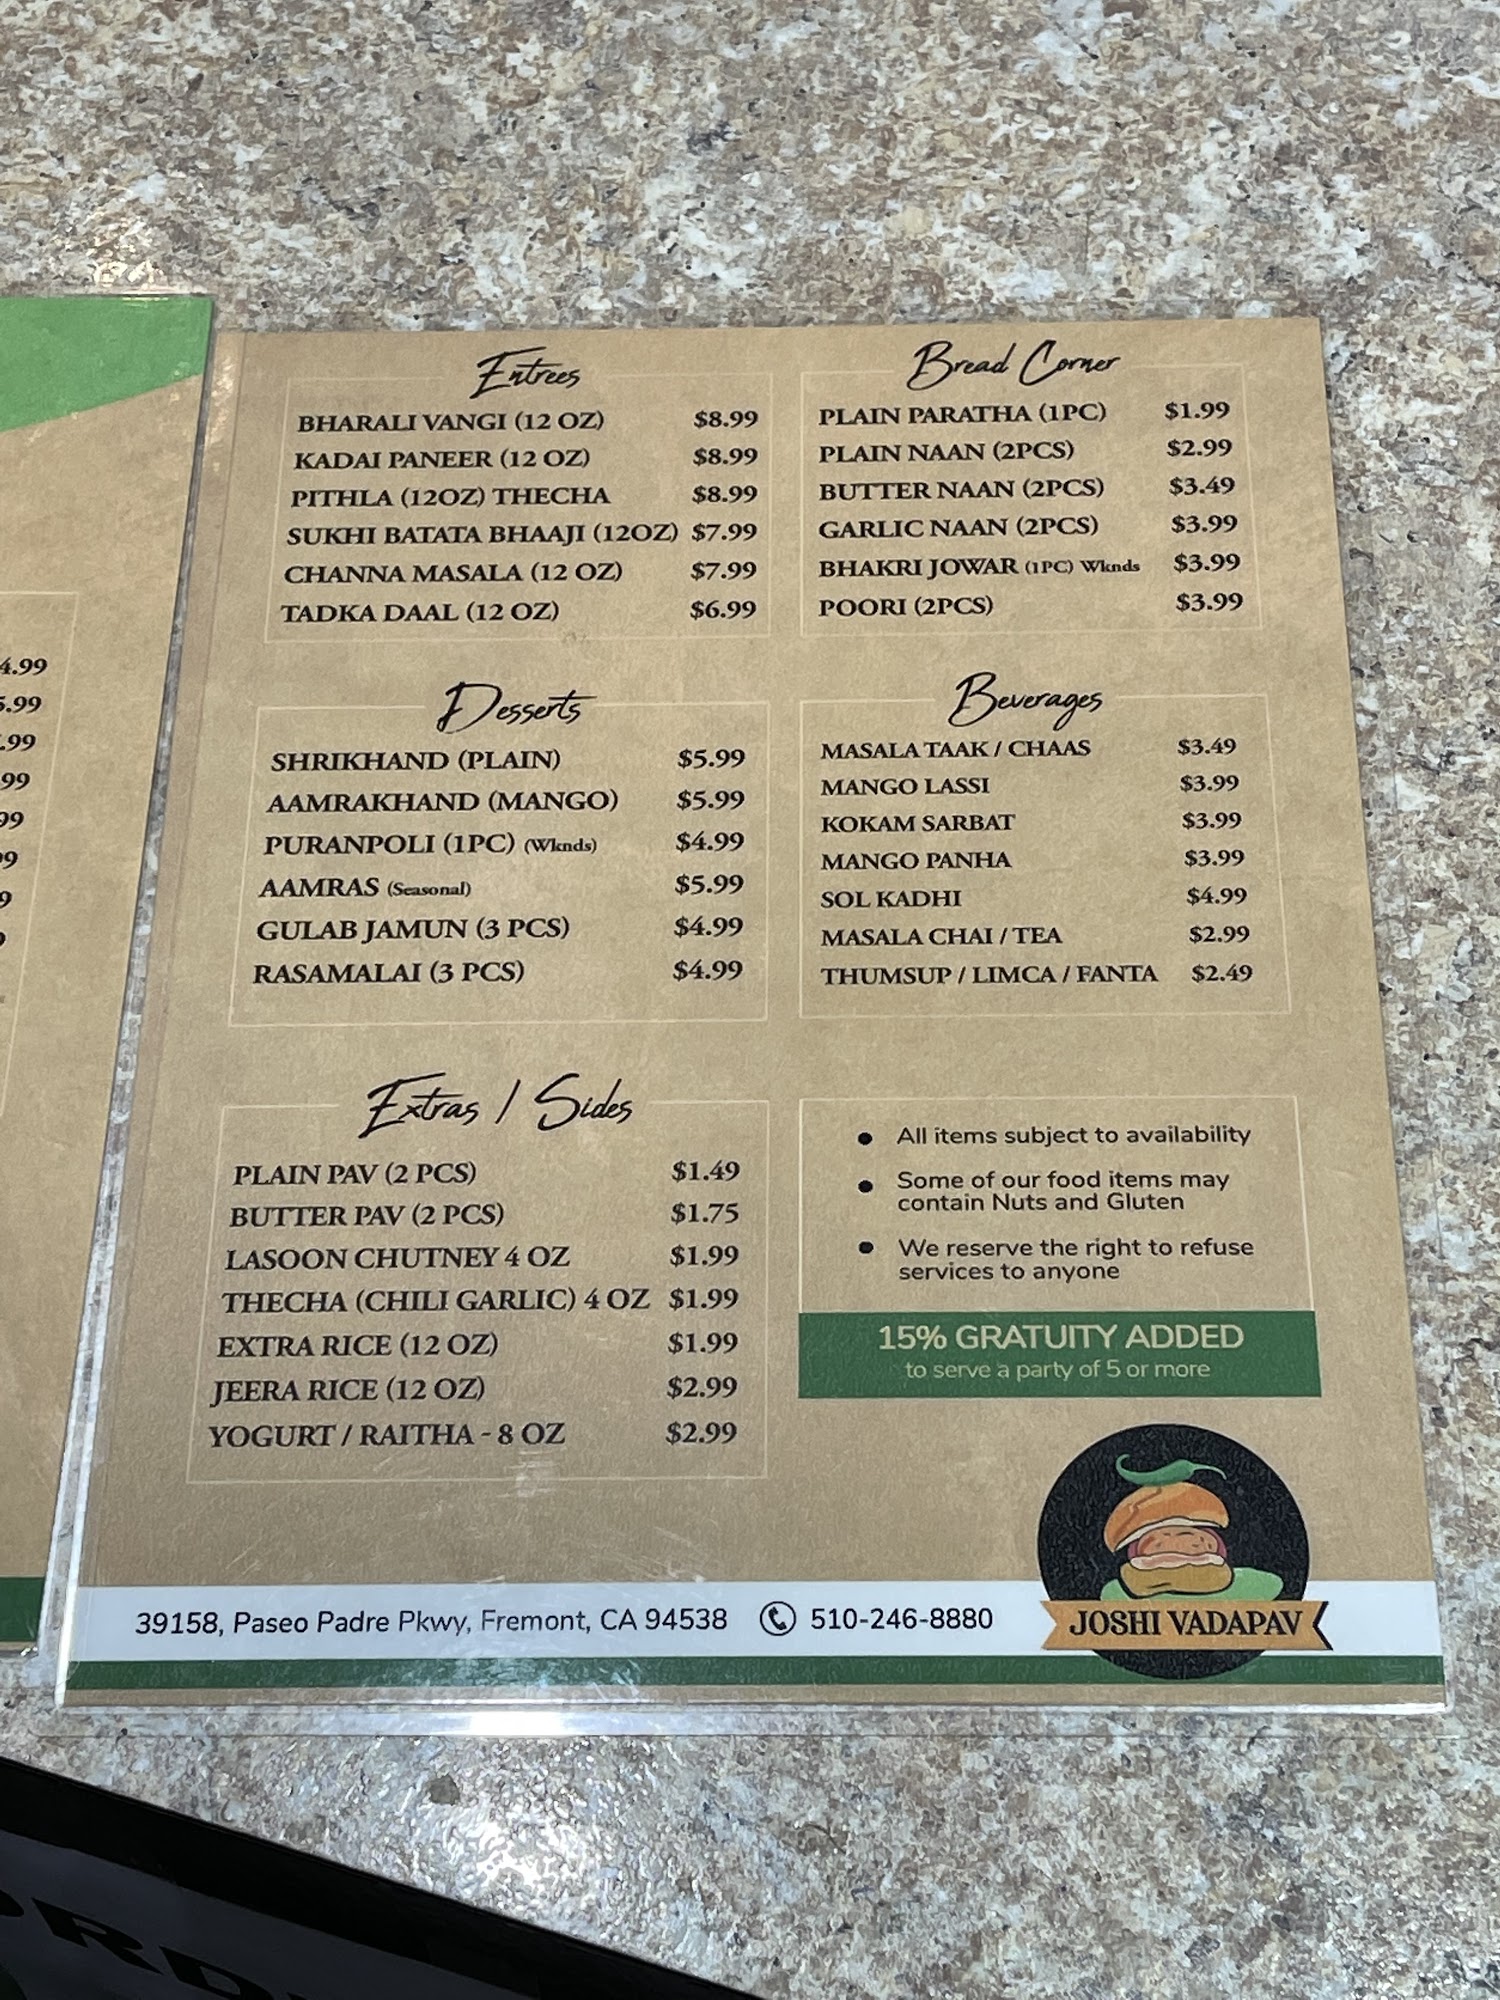 4.99
.99
.99
99
99
9
9
Entrees
BHARALI VANGI (12 OZ) $8.99
KADAI PANEER (12 OZ) $8.99
PITHLA (12OZ) THECHA $8.99
SUKHI BATATA BHAAJI (12OZ) $7.99
CHANNA MASALA (12 OZ) $7.99
TADKA DAAL (12 OZ) $6.99
Desserts
SHRIKHAND (PLAIN) $5.99
AAMRAKHAND (MANGO) $5.99
PURANPOLI (1PC) (Wknds) $4.99
AAMRAS (Seasonal) $5.99
GULAB JAMUN (3 PCS) $4.99
RASAMALAI (3 PCS) $4.99
Extras / Sides
PLAIN PAV (2 PCS) $1.49
BUTTER PAV (2 PCS) $1.75
LASOON CHUTNEY 4 OZ $1.99
THECHA (CHILI GARLIC) 4 OZ $1.99
EXTRA RICE (12 OZ) $1.99
JEERA RICE (12 OZ) $2.99
YOGURT / RAITHA - 8 OZ $2.99
Bread Corner
PLAIN PARATHA (1PC) $1.99
PLAIN NAAN (2PCS) $2.99
BUTTER NAAN (2PCS) $3.49
GARLIC NAAN (2PCS) $3.99
BHAKRI JOWAR (1PC) Wknds $3.99
POORI (2PCS) $3.99
Beverages
MASALA TAAK / CHAAS $3.49
MANGO LASSI $3.99
KOKAM SARBAT $3.99
MANGO PANHA $3.99
SOL KADHI $4.99
MASALA CHAI / TEA $2.99
THUMSUP / LIMCA / FANTA $2.49
• All items subject to availability
• Some of our food items may
contain Nuts and Gluten
• We reserve the right to refuse
services to anyone
15% GRATUITY ADDED
to serve a party of 5 or more
39158, Paseo Padre Pkwy, Fremont, CA 94538 510-246-8880
JOSHI VADAPAV